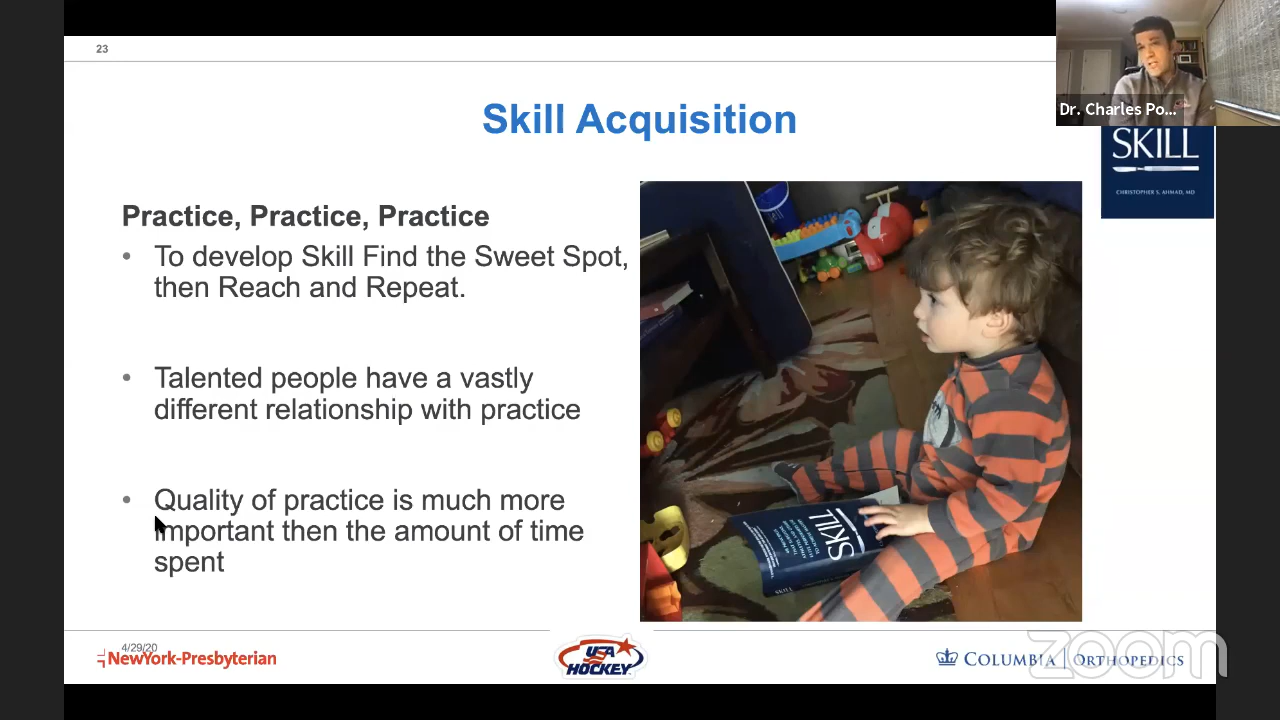 23
Dr. Charles Po...
Skill Acquisition
SKILL
CHRISTOPHER S. AHMAD, MD
Practice, Practice, Practice
• To develop Skill Find the Sweet Spot,
then Reach and Repeat.
• Talented people have a vastly
different relationship with practice
• Quality of practice is much more
important then the amount of time
spent
SKILL
4/29/20
NewYork-Presbyterian
USA
HOCKEY
COLUMBIA | ORTHOPEDICS
zoom